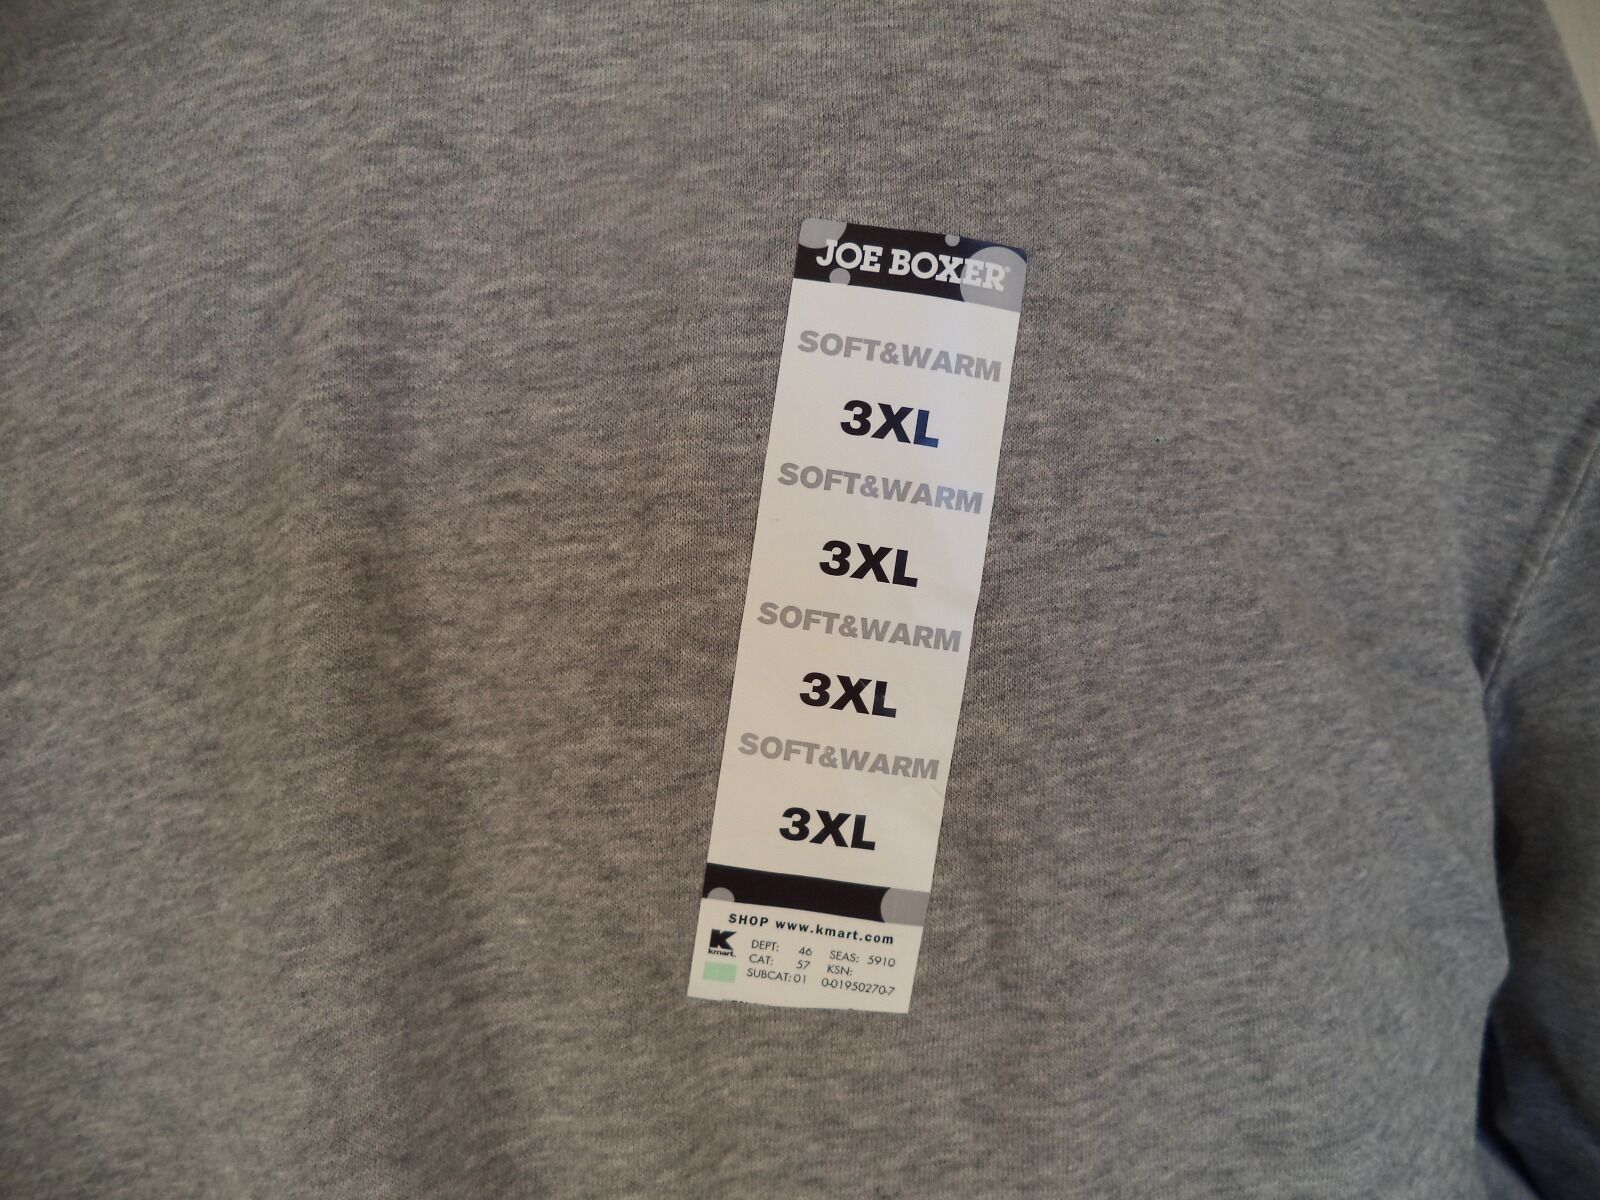 JOE BOXER®
SOFT&WARM
3XL
SOFT&WARM
3XL
SOFT&WARM
3XL
SOFT&WARM
3XL
SHOP www.kmart.com
K
kmart.
DEPT: 46 SEAS: 5910
CAT: 57 KSN:
SUBCAT: 01 0-01950270-7